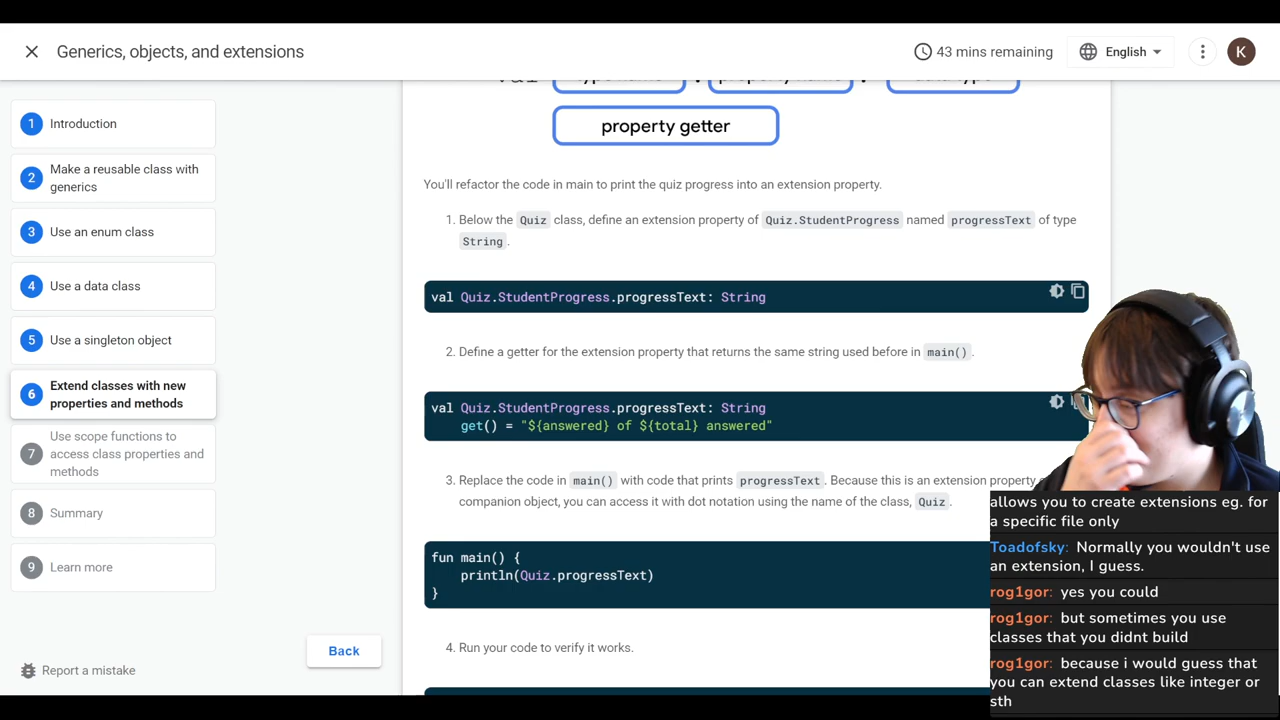 Generics, objects, and extensions
43 mins remaining
English
K
1 Introduction
2 Make a reusable class with
generics
3 Use an enum class
4 Use a data class
5 Use a singleton object
6 Extend classes with new
properties and methods
7 Use scope functions to
access class properties and
methods
8 Summary
9 Learn more
Report a mistake
Back
property getter
You'll refactor the code in main to print the quiz progress into an extension property.
1. Below the Quiz class, define an extension property of Quiz.StudentProgress named progressText of type
String.
val Quiz.StudentProgress.progressText: String
2. Define a getter for the extension property that returns the same string used before in main().
val Quiz.StudentProgress.progressText: String
get() = "${answered} of ${total} answered"
3. Replace the code in main() with code that prints progressText. Because this is an extension property
companion object, you can access it with dot notation using the name of the class, Quiz.
fun main() {
println(Quiz.progressText)
}
4. Run your code to verify it works.
allows you to create extensions eg. for
a specific file only
Toadofsky: Normally you wouldn't use
an extension, I guess.
rog1gor: yes you could
rog1gor: but sometimes you use
classes that you didnt build
rog1gor: because i would guess that
you can extend classes like integer or
sth